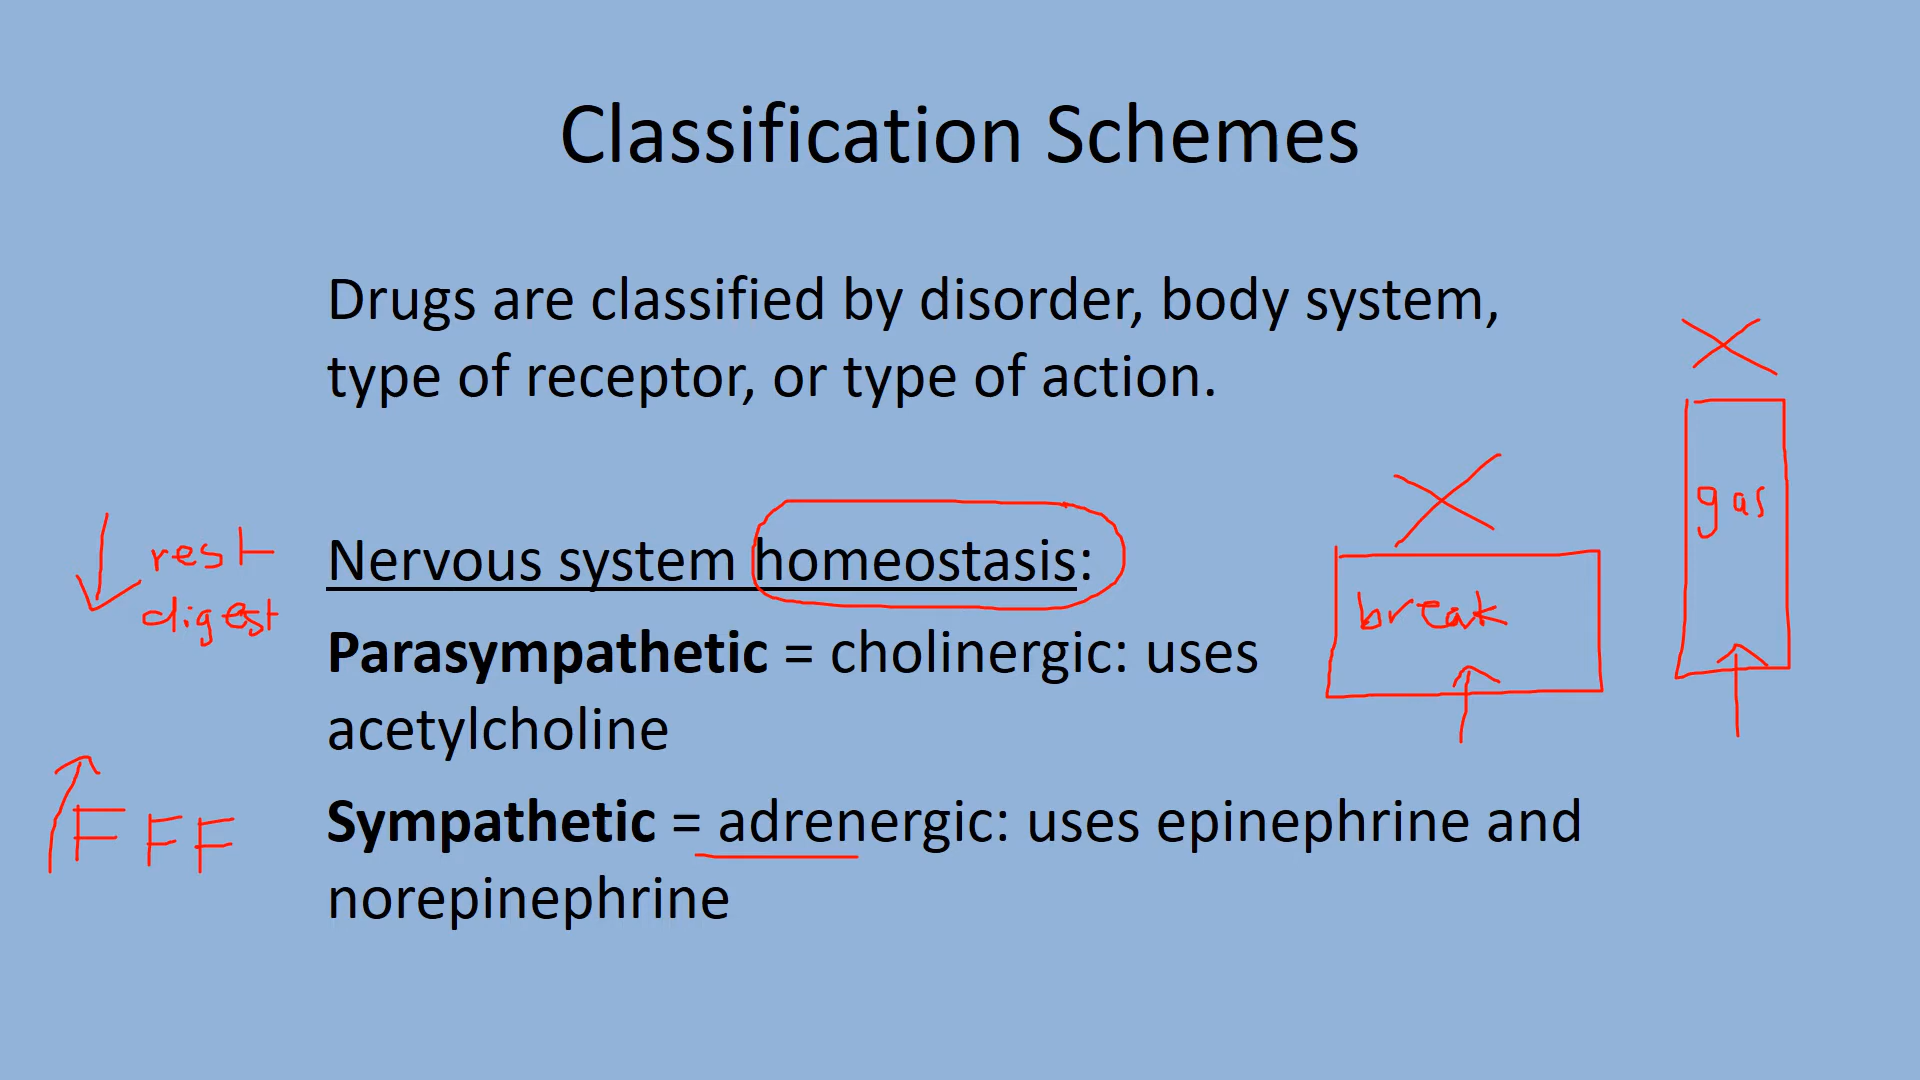 Classification Schemes
Drugs are classified by disorder, body system,
type of receptor, or type of action.
gas
rest
digest
Nervous system homeostasis:
break
Parasympathetic = cholinergic: uses
acetylcholine
FFF
Sympathetic = adrenergic: uses epinephrine and
norepinephrine